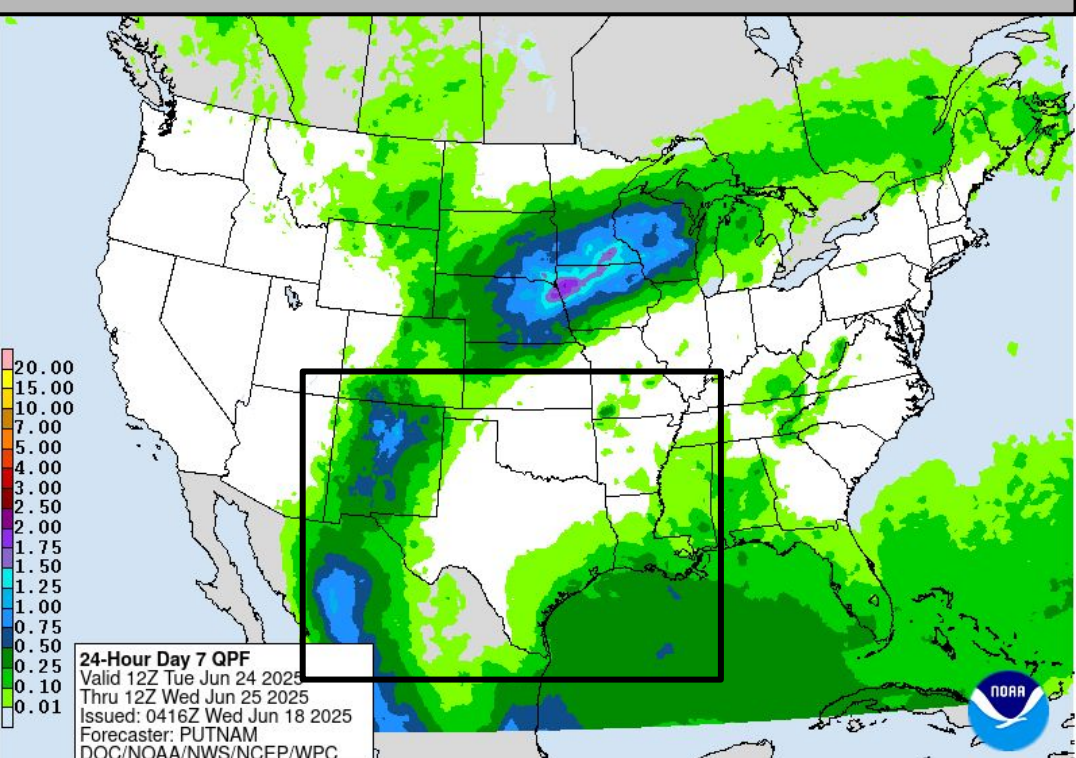 20.00
15.00
10.00
7.00
5.00
4.00
3.00
2.50
2.00
1.75
1.50
1.25
1.00
0.75
0.50
0.25
0.10
0.01
24-Hour Day 7 QPF
Valid 12Z Tue Jun 24 2025
Thru 12Z Wed Jun 25 2025
Issued: 0416Z Wed Jun 18 2025
Forecaster: PUTNAM
DOC/NOAA/NWS/NCEP/WPC
NOAA